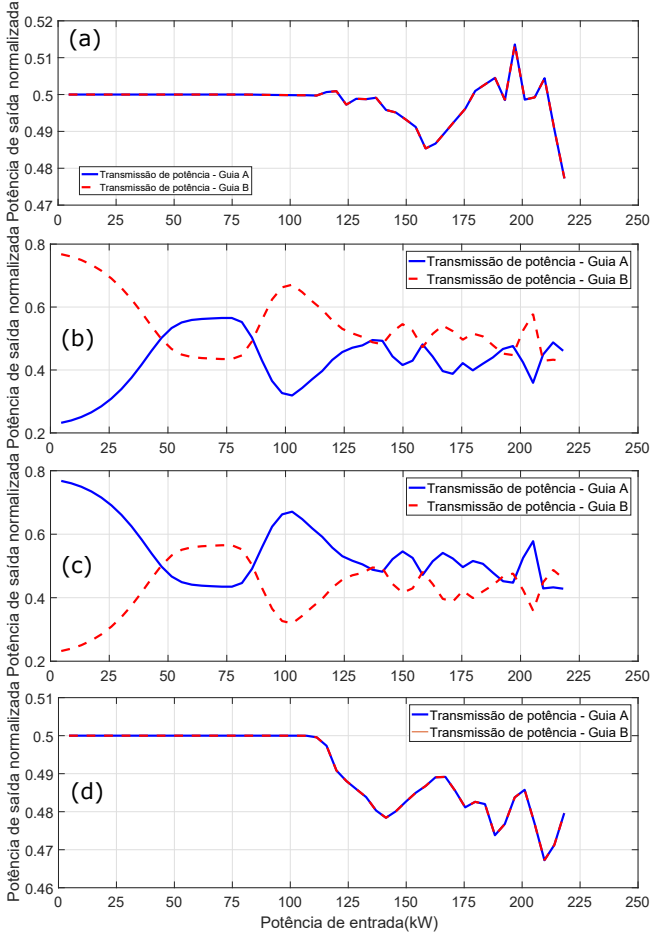 Potência de saída normalizada
(a)
0.52
0.51
0.5
0.49
0.48
0.47
Transmissão de potência - Guia A
Transmissão de potência - Guia B
0 25 50 75 100 125 150 175 200 225 250
Potência de saída normalizada
(b)
0.8
0.6
0.4
0.2
Transmissão de potência - Guia A
Transmissão de potência - Guia B
0 25 50 75 100 125 150 175 200 225 250
Potência de saída normalizada
(c)
0.8
0.6
0.4
0.2
Transmissão de potência - Guia A
Transmissão de potência - Guia B
0 25 50 75 100 125 150 175 200 225 250
Potência de saída normalizada
(d)
0.51
0.5
0.49
0.48
0.47
0.46
Transmissão de potência - Guia A
Transmissão de potência - Guia B
0 25 50 75 100 125 150 175 200 225 250
Potência de entrada(kW)